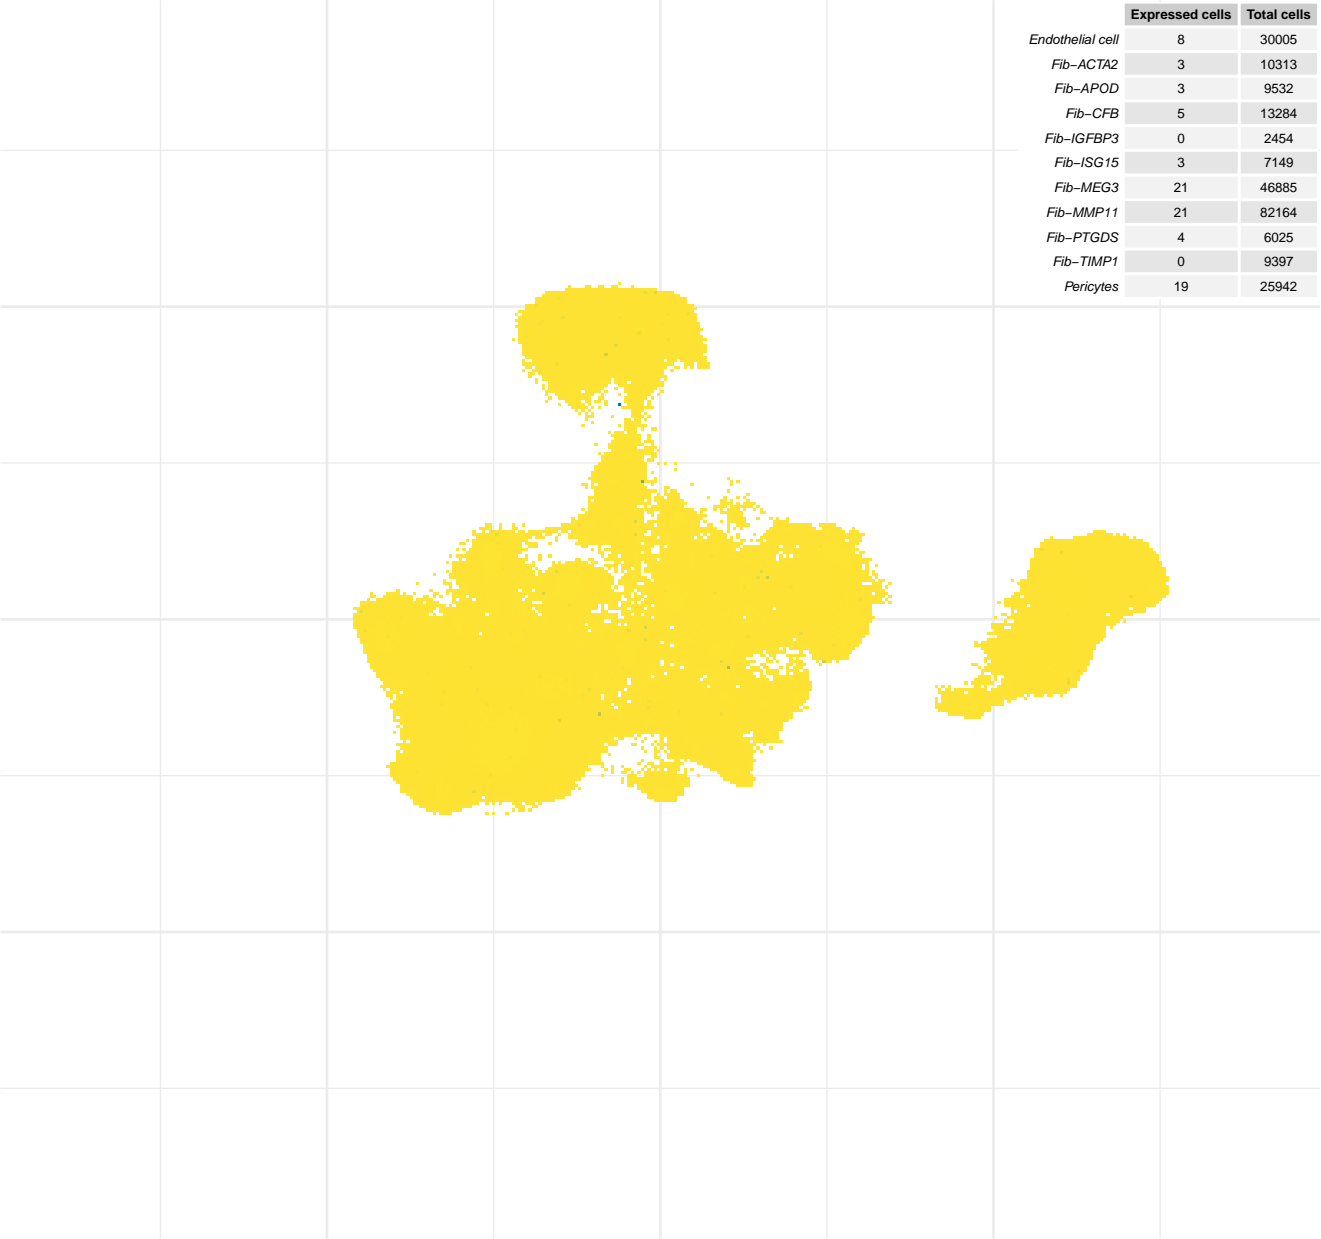 Expressed cells Total cells
Endothelial cell 8 30005
Fib−ACTA2 3 10313
Fib−APOD 3 9532
Fib−CFB 5 13284
Fib−IGFBP3 0 2454
Fib−ISG15 3 7149
Fib−MEG3 21 46885
Fib−MMP11 21 82164
Fib−PTGDS 4 6025
Fib−TIMP1 0 9397
Pericytes 19 25942